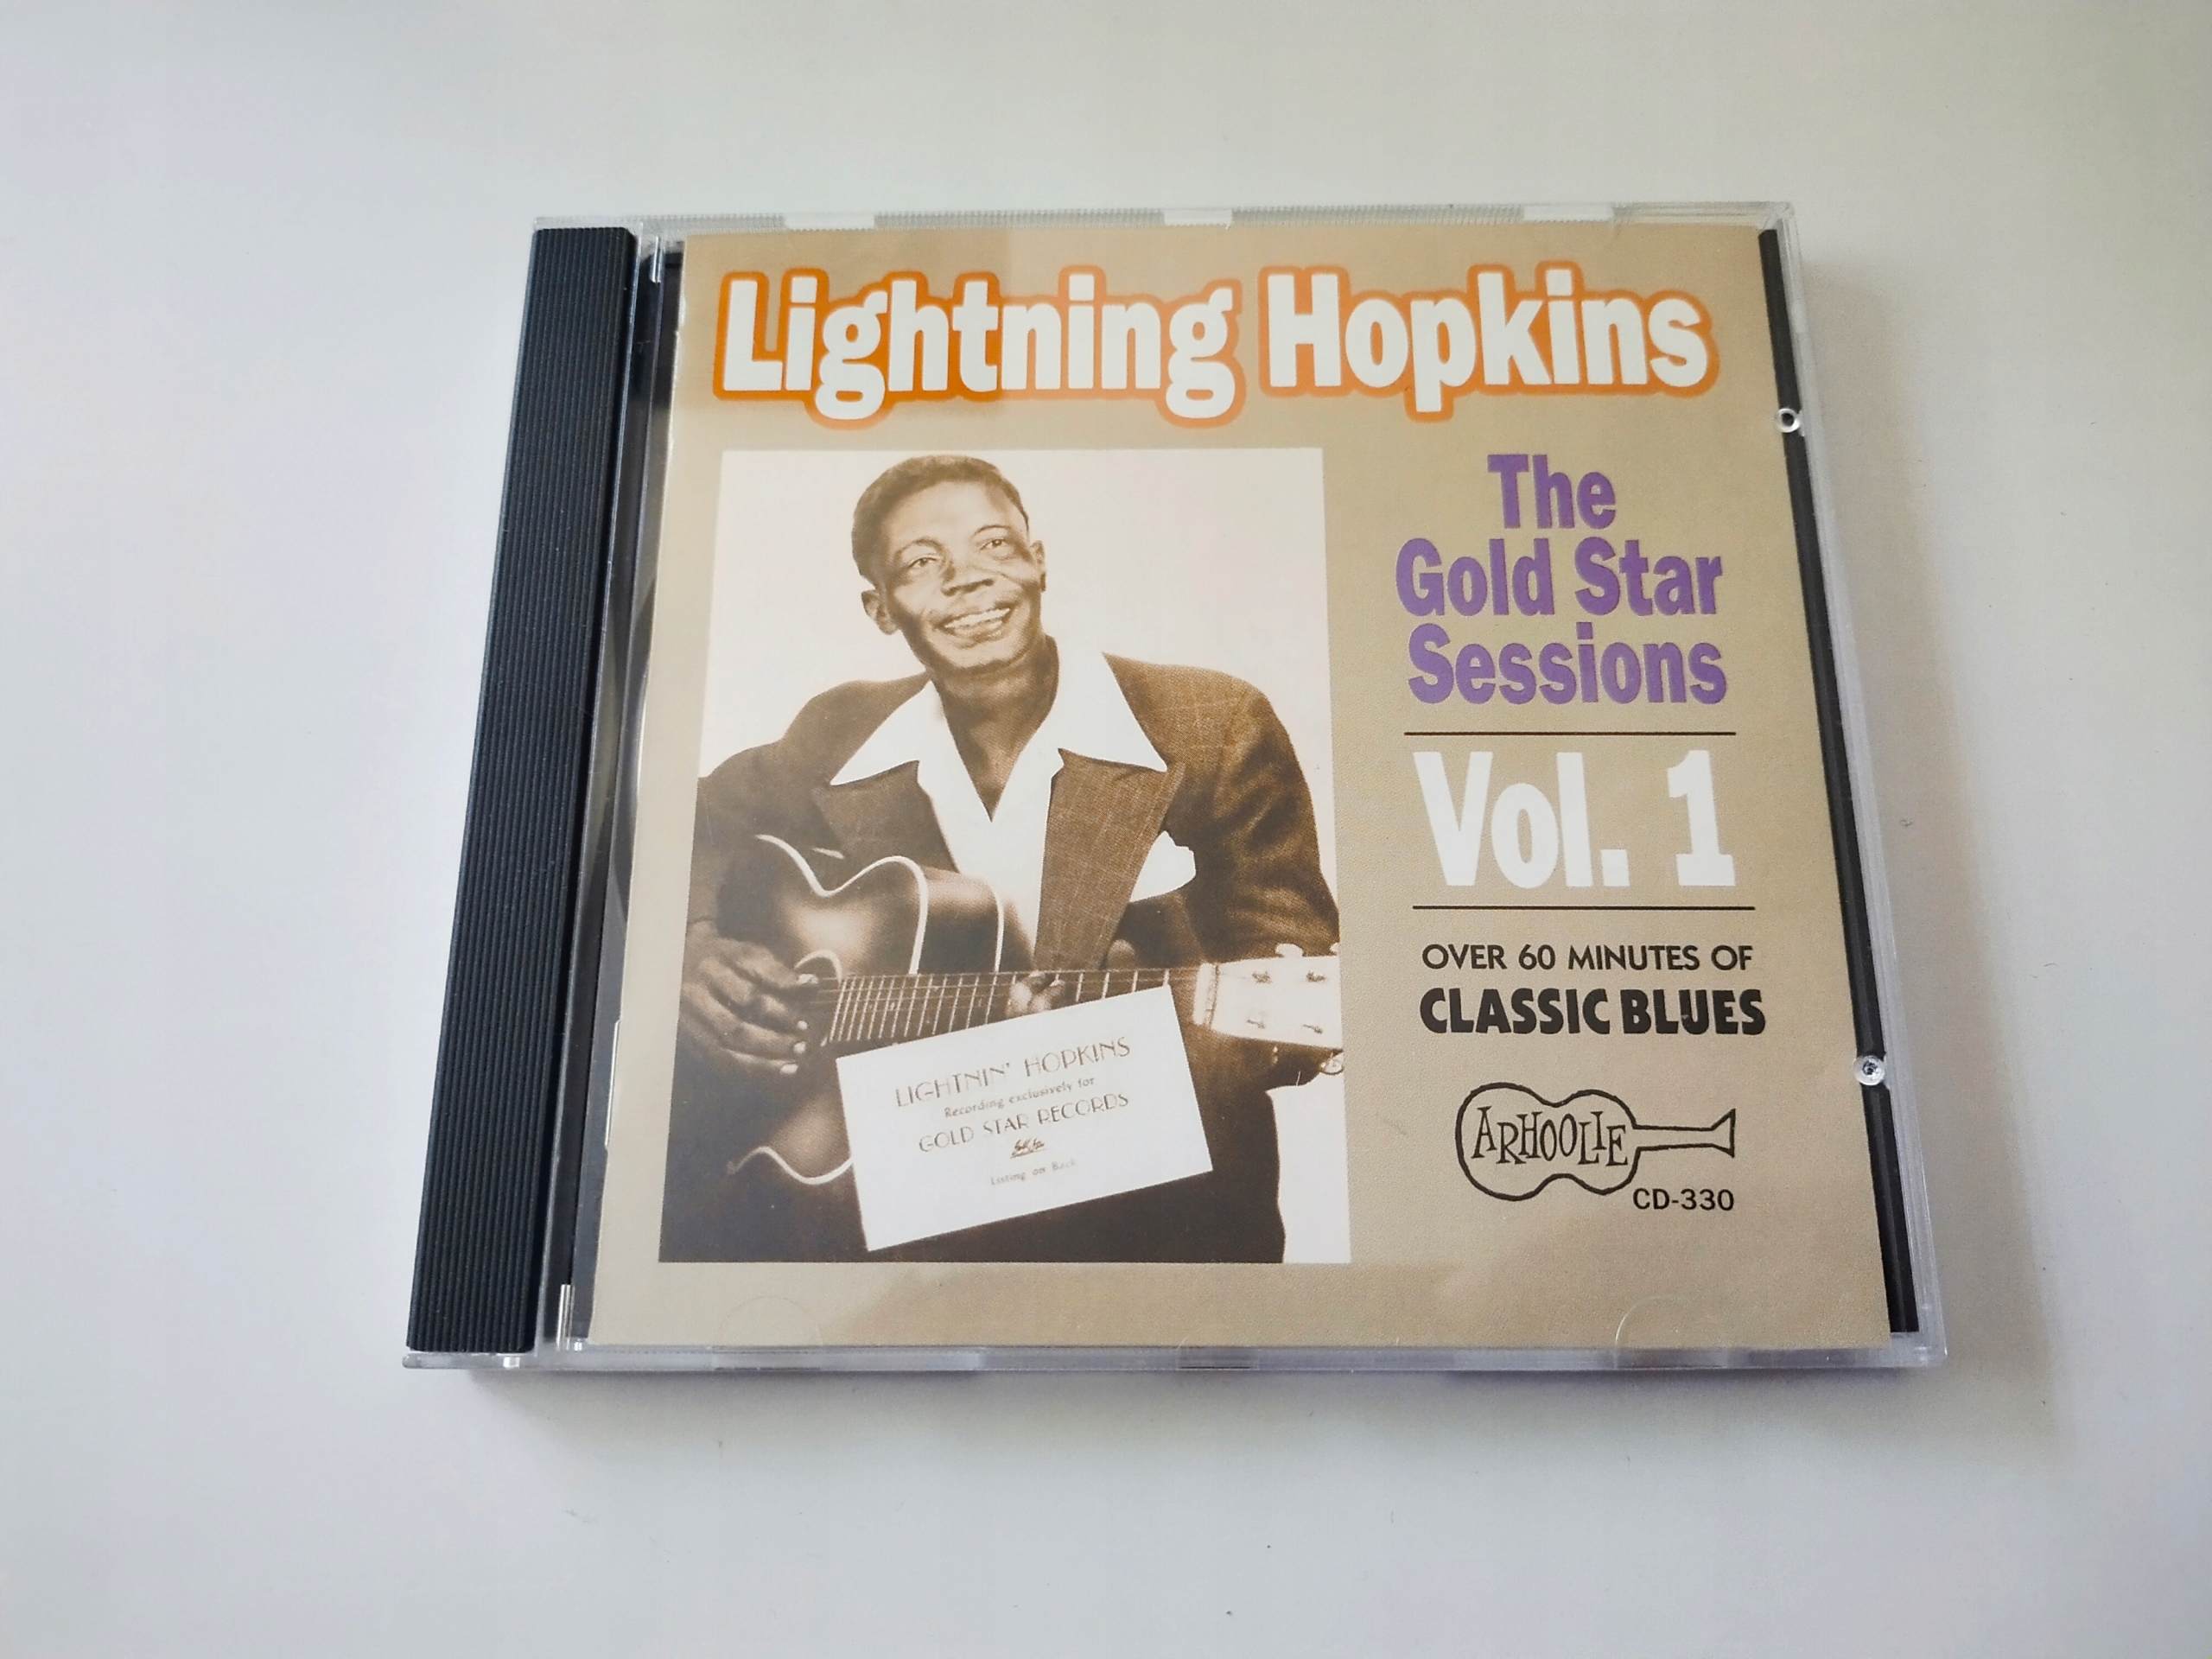 Lightning Hopkins
The
Gold Star
Sessions
Vol. 1
OVER 60 MINUTES OF
CLASSIC BLUES
ARHOOLIE
CD-330
LIGHTNIN' HOPKINS
Recording exclusively for
GOLD STAR RECORDS
Listing on Back